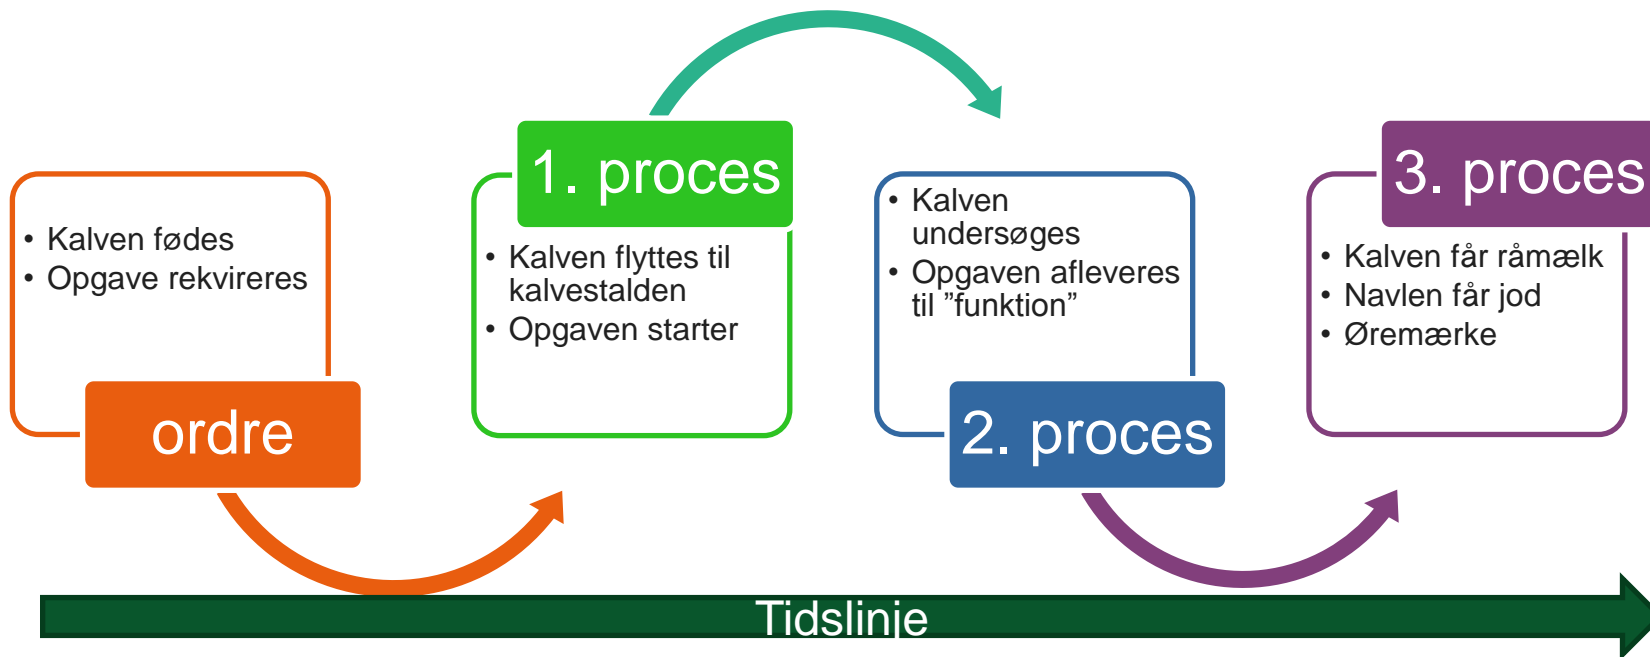 • Kalven fødes
• Opgave rekvireres
ordre
1. proces
• Kalven flyttes til
kalvestalden
• Opgaven starter
• Kalven
undersøges
• Opgaven afleveres
til ”funktion”
2. proces
3. proces
• Kalven får råmælk
• Navlen får jod
• Øremærke
Tidslinje